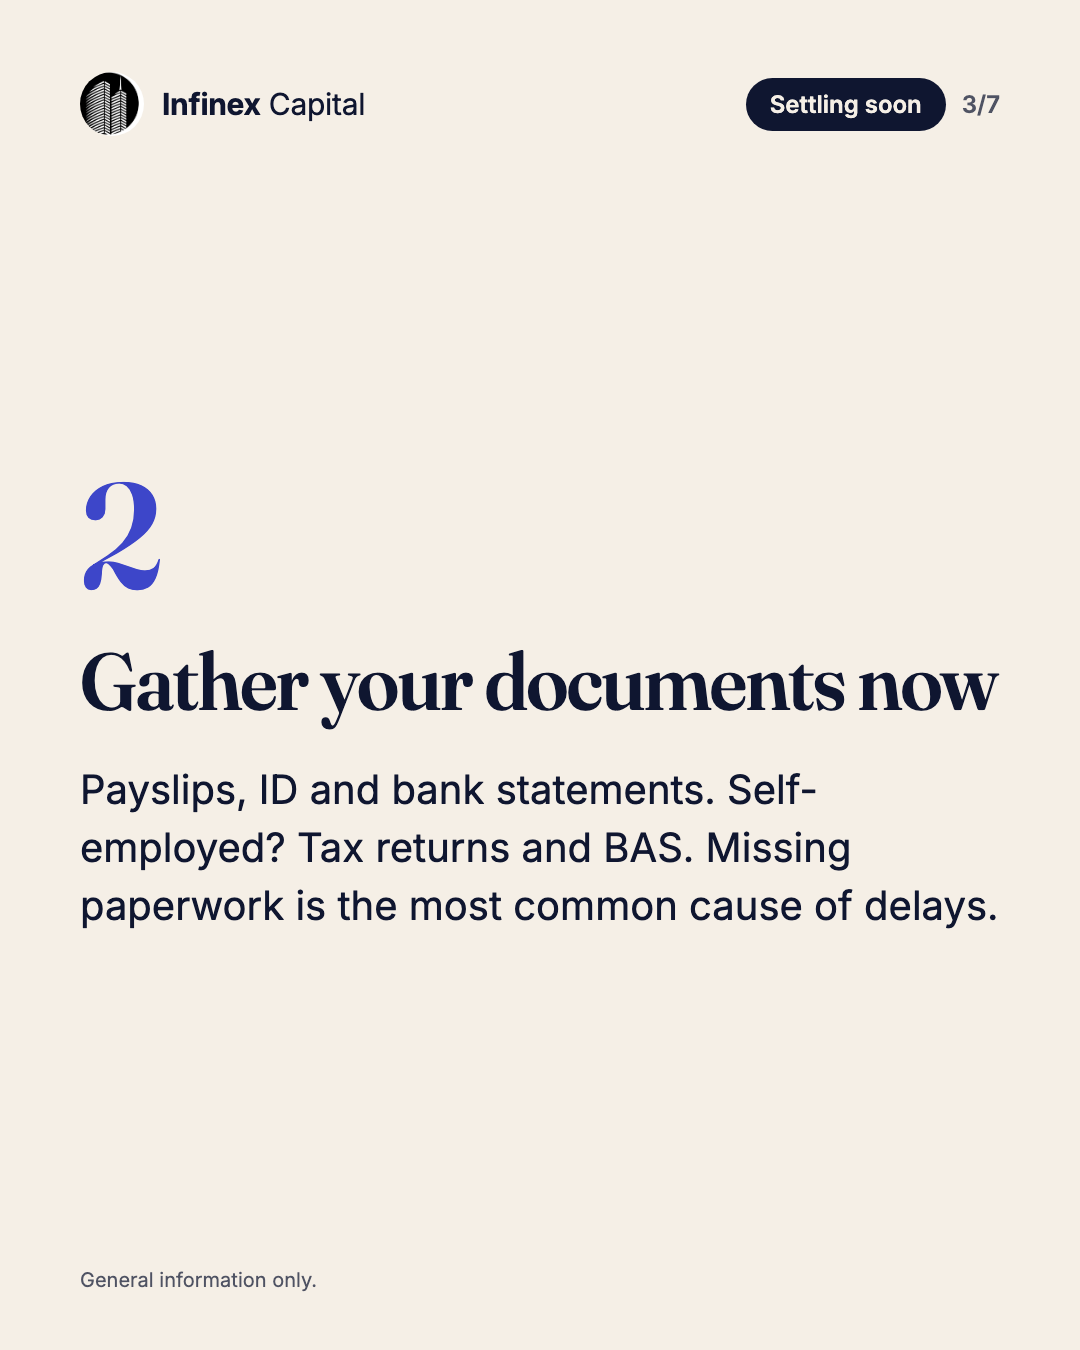 Infinex Capital
Settling soon 3/7
2
Gather your documents now
Payslips, ID and bank statements. Self-
employed? Tax returns and BAS. Missing
paperwork is the most common cause of delays.
General information only.